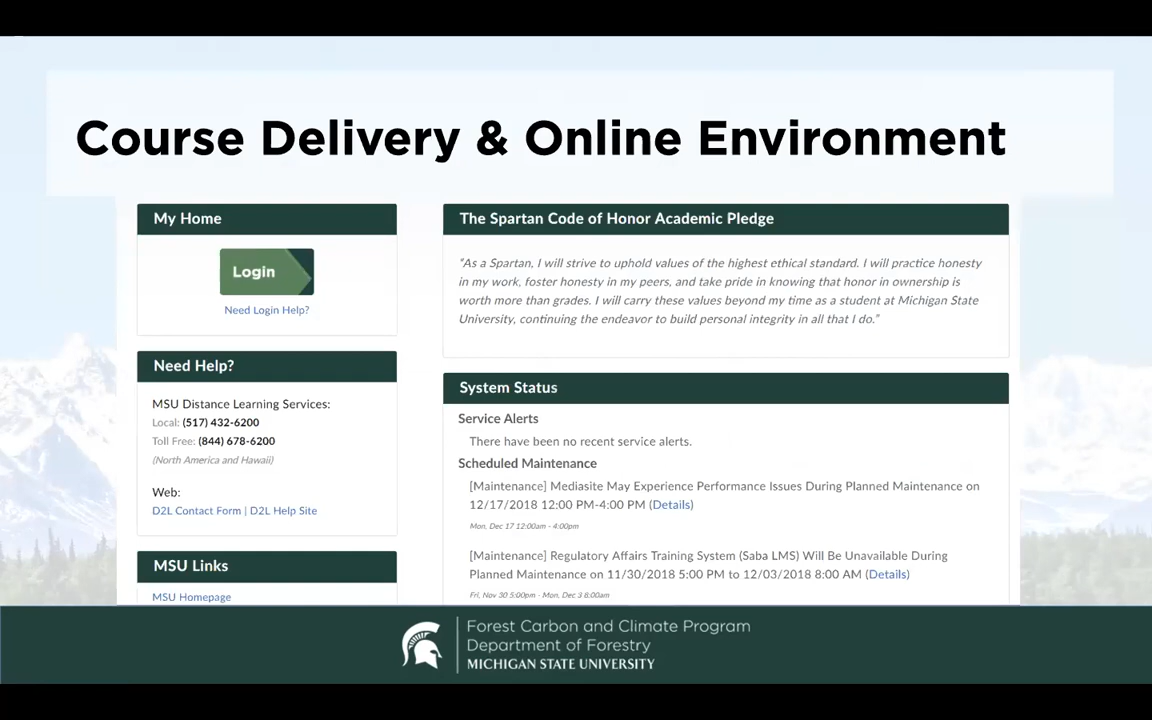 Course Delivery & Online Environment
My Home
Login
Need Login Help?
Need Help?
MSU Distance Learning Services:
Local: (517) 432-6200
Toll Free: (844) 678-6200
(North America and Hawaii)
Web:
D2L Contact Form | D2L Help Site
MSU Links
MSU Homepage
The Spartan Code of Honor Academic Pledge
“As a Spartan, I will strive to uphold values of the highest ethical standard. I will practice honesty
in my work, foster honesty in my peers, and take pride in knowing that honor in ownership is
worth more than grades. I will carry these values beyond my time as a student at Michigan State
University, continuing the endeavor to build personal integrity in all that I do.”
System Status
Service Alerts
There have been no recent service alerts.
Scheduled Maintenance
[Maintenance] Mediasite May Experience Performance Issues During Planned Maintenance on
12/17/2018 12:00 PM-4:00 PM (Details)
Mon, Dec 17 12:00am - 4:00pm
[Maintenance] Regulatory Affairs Training System (Saba LMS) Will Be Unavailable During
Planned Maintenance on 11/30/2018 5:00 PM to 12/03/2018 8:00 AM (Details)
Fri, Nov 30 5:00pm - Mon, Dec 3 8:00am
Forest Carbon and Climate Program
Department of Forestry
MICHIGAN STATE UNIVERSITY